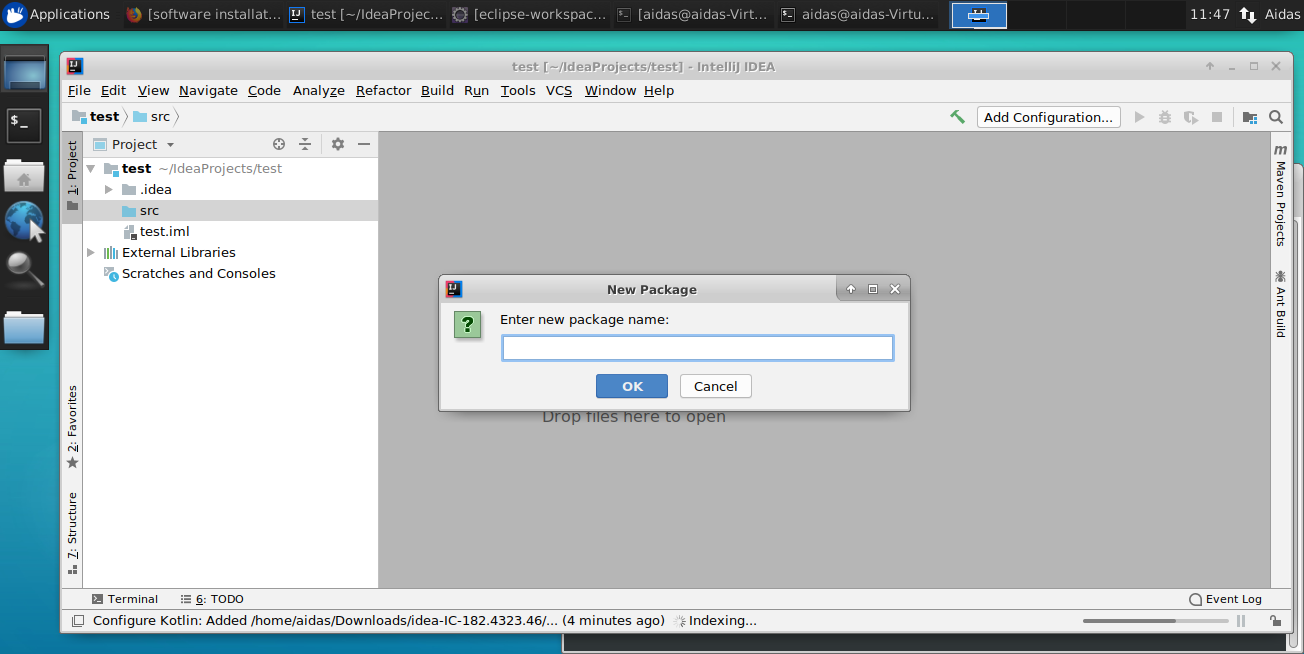 Applications
[software installat...
test [~/IdeaProjec...
[eclipse-workspac...
[aidas@aidas-Virt...
aidas@aidas-Virtu...
11:47
Aidas
test [~/IdeaProjects/test] - IntelliJ IDEA
File Edit View Navigate Code Analyze Refactor Build Run Tools VCS Window Help
test src
Add Configuration...
1: Project
Project
test ~/IdeaProjects/test
.idea
src
test.iml
External Libraries
Scratches and Consoles
Maven Projects
Ant Build
New Package
Enter new package name:
OK Cancel
Drop files here to open
2: Favorites
7: Structure
Terminal 6: TODO Event Log
Configure Kotlin: Added /home/aidas/Downloads/idea-IC-182.4323.46/... (4 minutes ago) Indexing...